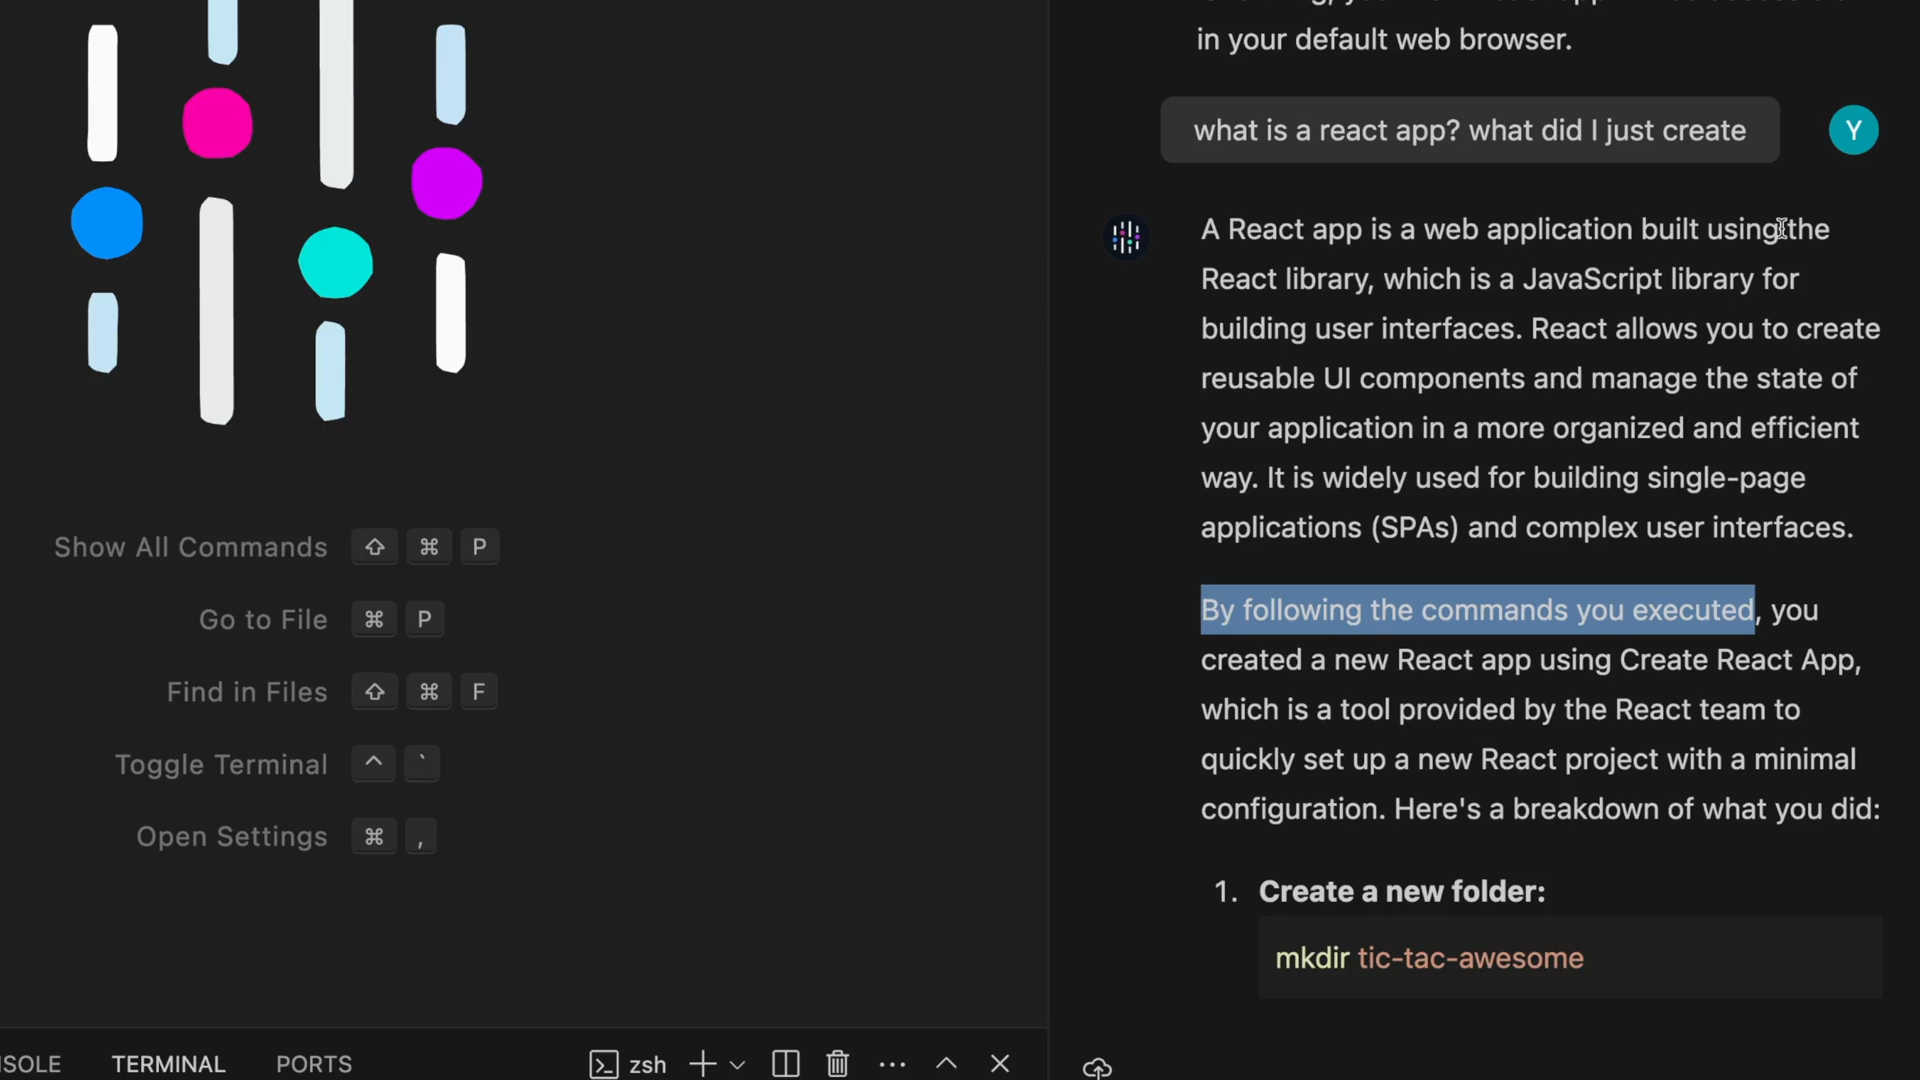 in your default web browser.
what is a react app? what did I just create
Y
A React app is a web application built using the
React library, which is a JavaScript library for
building user interfaces. React allows you to create
reusable UI components and manage the state of
your application in a more organized and efficient
way. It is widely used for building single-page
applications (SPAs) and complex user interfaces.
By following the commands you executed, you
created a new React app using Create React App,
which is a tool provided by the React team to
quickly set up a new React project with a minimal
configuration. Here's a breakdown of what you did:
1. Create a new folder:
mkdir tic-tac-awesome
Show All Commands ⇧ ⌘ P
Go to File ⌘ P
Find in Files ⇧ ⌘ F
Toggle Terminal ^ `
Open Settings ⌘ ,
SOLE TERMINAL PORTS zsh